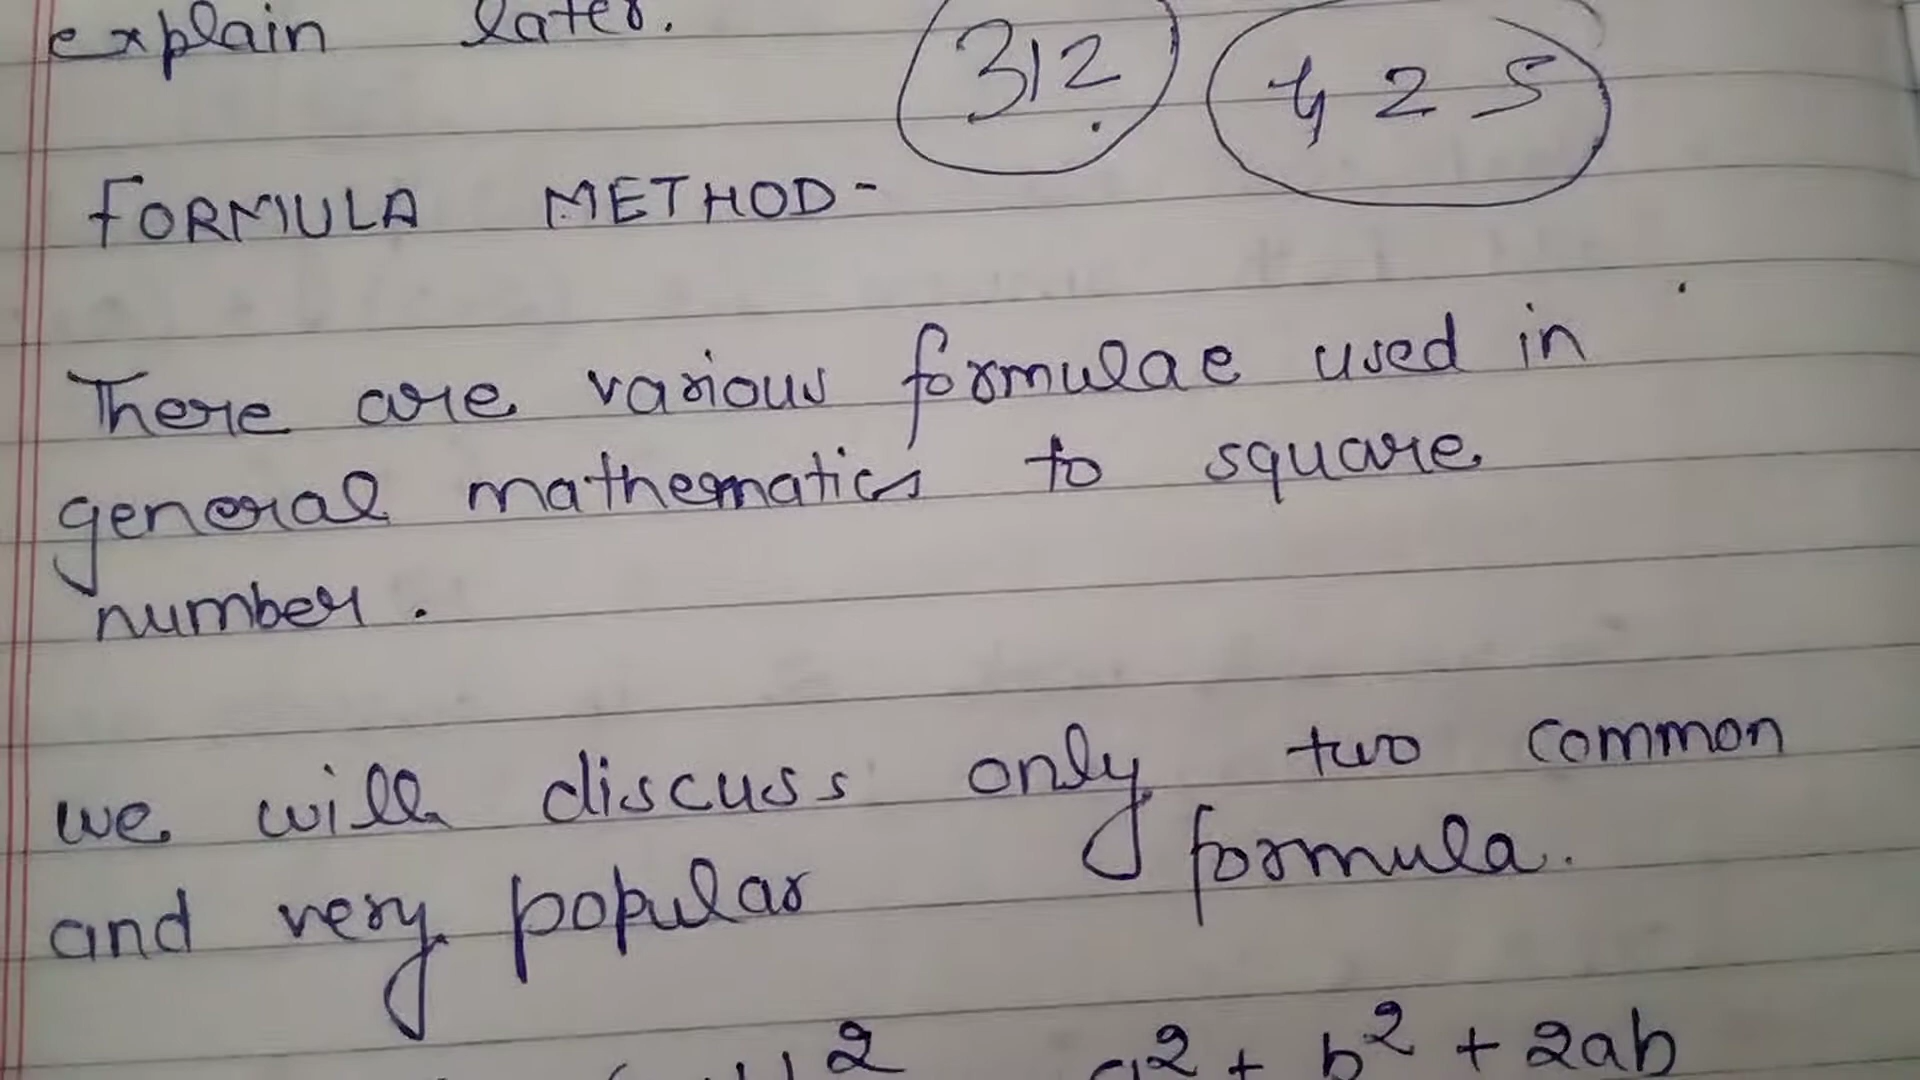 explain later.
312 425
FORMULA METHOD-
There are various formulae used in
general mathematics to square
number.
we will discuss only two common
and very popular formula.
2 a² + b² + 2ab